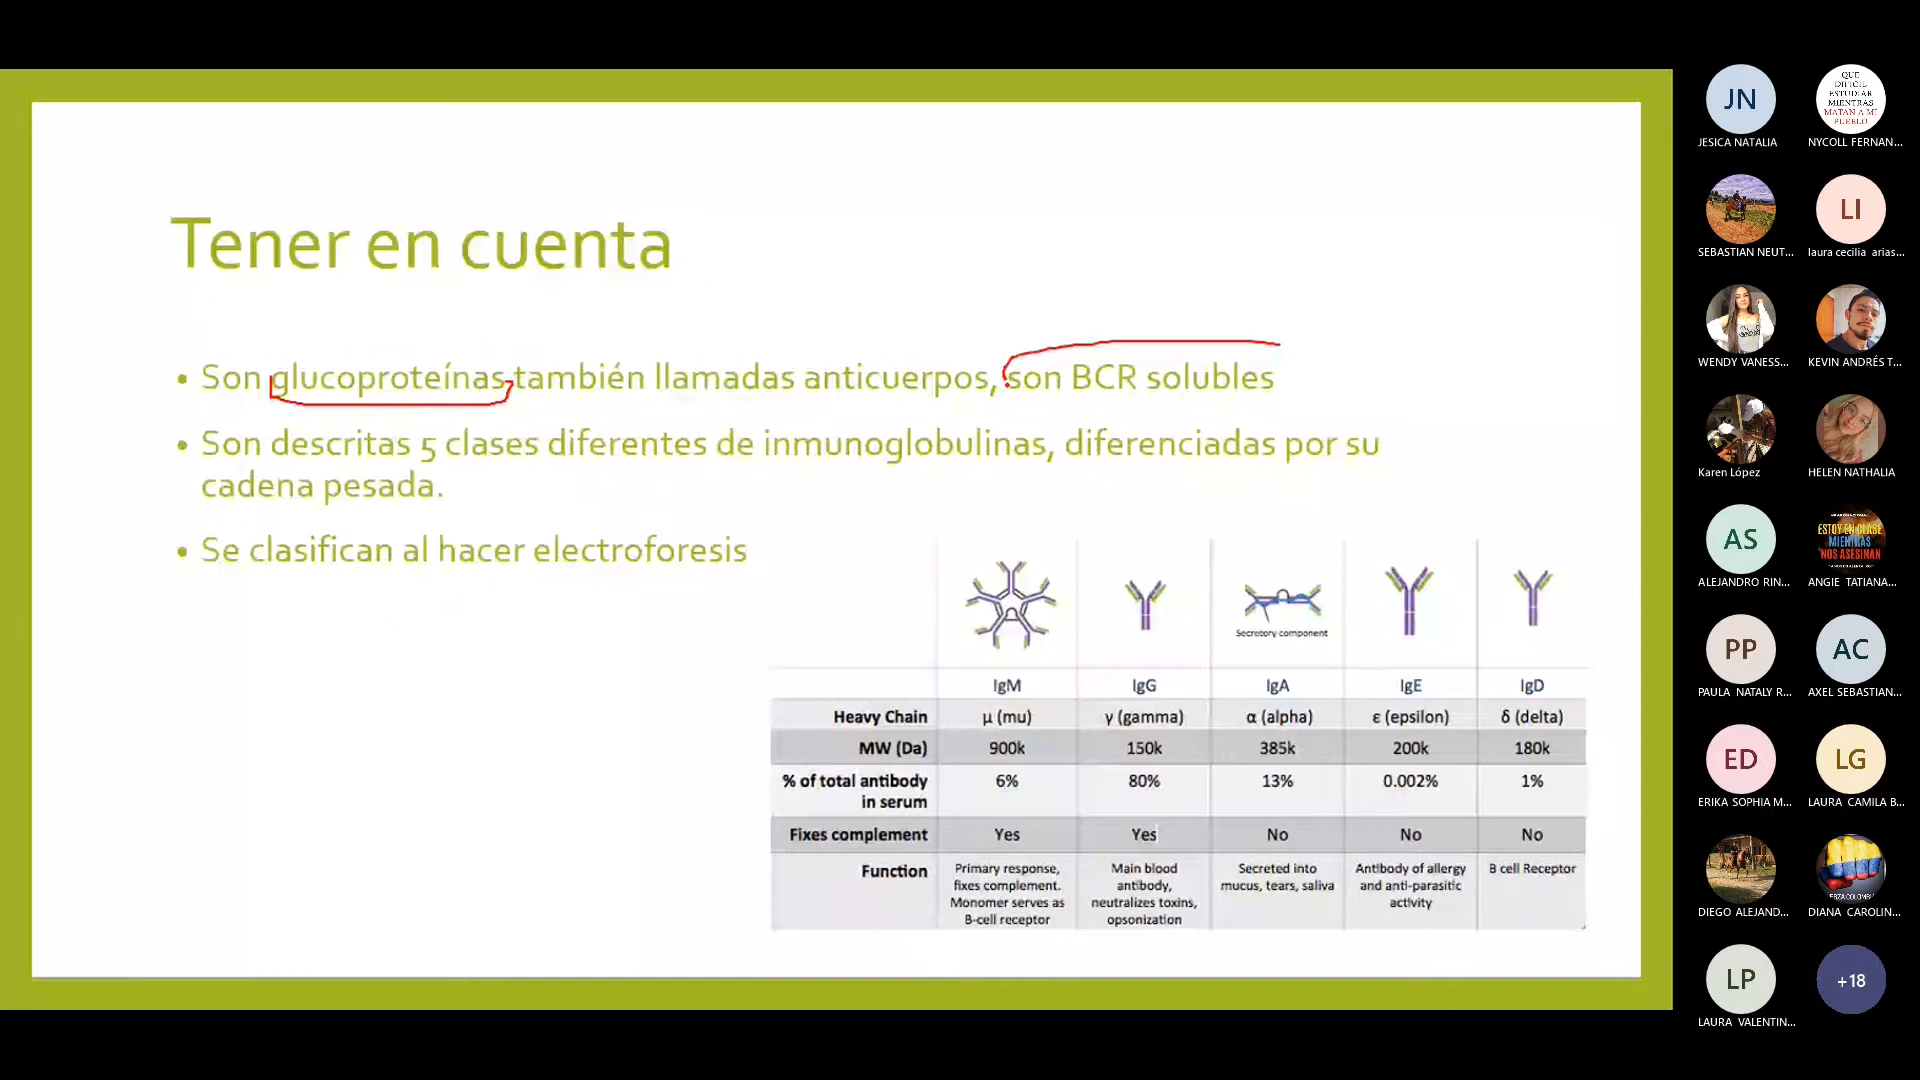 Tener en cuenta
• Son glucoproteínas también llamadas anticuerpos, son BCR solubles
• Son descritas 5 clases diferentes de inmunoglobulinas, diferenciadas por su
cadena pesada.
• Se clasifican al hacer electroforesis
Secretory component
IgM IgG IgA IgE IgD
Heavy Chain μ (mu) γ (gamma) α (alpha) ε (epsilon) δ (delta)
MW (Da) 900k 150k 385k 200k 180k
% of total antibody in serum 6% 80% 13% 0.002% 1%
Fixes complement Yes Yes No No No
Function
Primary response,
fixes complement.
Monomer serves as
B-cell receptor
Main blood
antibody,
neutralizes toxins,
opsonization
Secreted into
mucus, tears, saliva
Antibody of allergy
and anti-parasitic
activity
B cell Receptor
JN
JESICA NATALIA
QUE
DIFICIL
ESTUDIAR
MIENTRAS
MATAN A MI
PUEBLO
NYCOLL FERNAN...
SEBASTIAN NEUT...
LI
laura cecilia arias...
WENDY VANESS...
KEVIN ANDRÉS T...
Karen López
HELEN NATHALIA
AS
ALEJANDRO RIN...
ESTOY EN CLASE
MIENTRAS
NOS ASESINAN
ANGIE TATIANA...
PP
PAULA NATALY R...
AC
AXEL SEBASTIAN...
ED
ERIKA SOPHIA M...
LG
LAURA CAMILA B...
DIEGO ALEJAND...
DIANA CAROLIN...
LP
LAURA VALENTIN...
+18